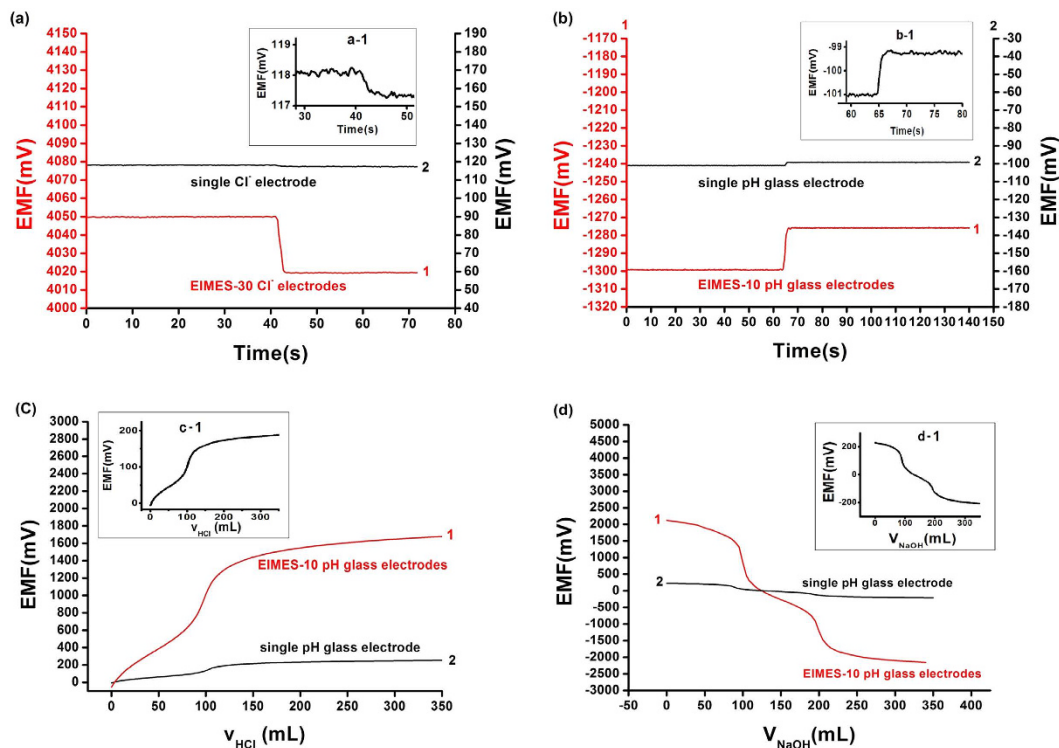 (a)
4150
4140
4130
4120
4110
4100
4090
4080
4070
4060
4050
4040
4030
4020
4010
4000
EMF(mV)
190
180
170
160
150
140
130
120
110
100
90
80
70
60
50
40
EMF(mV)
a-1
119
118
117
EMF(mV)
30 40 50
Time(s)
2
single Cl⁻ electrode
1
EIMES-30 Cl⁻ electrodes
0 10 20 30 40 50 60 70 80
Time(s)
(b)
1
2
-1170
-1180
-1190
-1200
-1210
-1220
-1230
-1240
-1250
-1260
-1270
-1280
-1290
-1300
-1310
-1320
EMF(mV)
-30
-40
-50
-60
-70
-80
-90
-100
-110
-120
-130
-140
-150
-160
-170
-180
EMF(mV)
b-1
-99
-100
-101
EMF(mV)
60 65 70 75 80
Time(s)
2
single pH glass electrode
1
EIMES-10 pH glass electrodes
0 10 20 30 40 50 60 70 80 90 100 110 120 130 140 150
Time(s)
(C)
3000
2800
2600
2400
2200
2000
1800
1600
1400
1200
1000
800
600
400
200
0
EMF(mV)
c-1
200
100
0
EMF(mV)
0 100 200 300
v HCl (mL)
1
EIMES-10 pH glass electrodes
single pH glass electrode
2
0 50 100 150 200 250 300 350 400
v HCl (mL)
(d)
5000
4500
4000
3500
3000
2500
2000
1500
1000
500
0
-500
-1000
-1500
-2000
-2500
-3000
EMF(mV)
d-1
200
0
-200
EMF(mV)
0 100 200 300
V NaOH (mL)
1
2
single pH glass electrode
EIMES-10 pH glass electrodes
-50 0 50 100 150 200 250 300 350 400
V NaOH (mL)